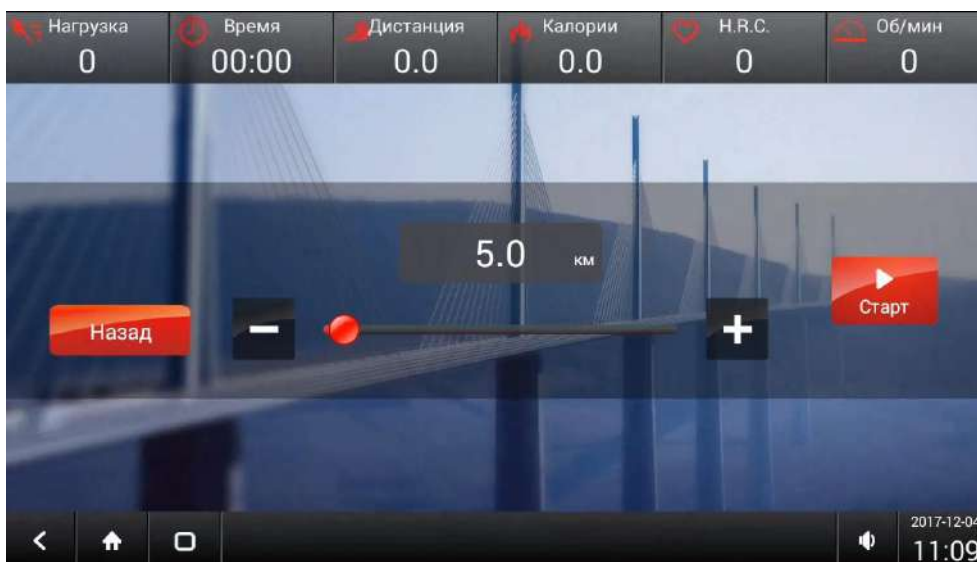 Нагрузка Время Дистанция Калории H.R.C. Об/мин
0 00:00 0.0 0.0 0 0
5.0 км
Старт
Назад
2017-12-04
11:09